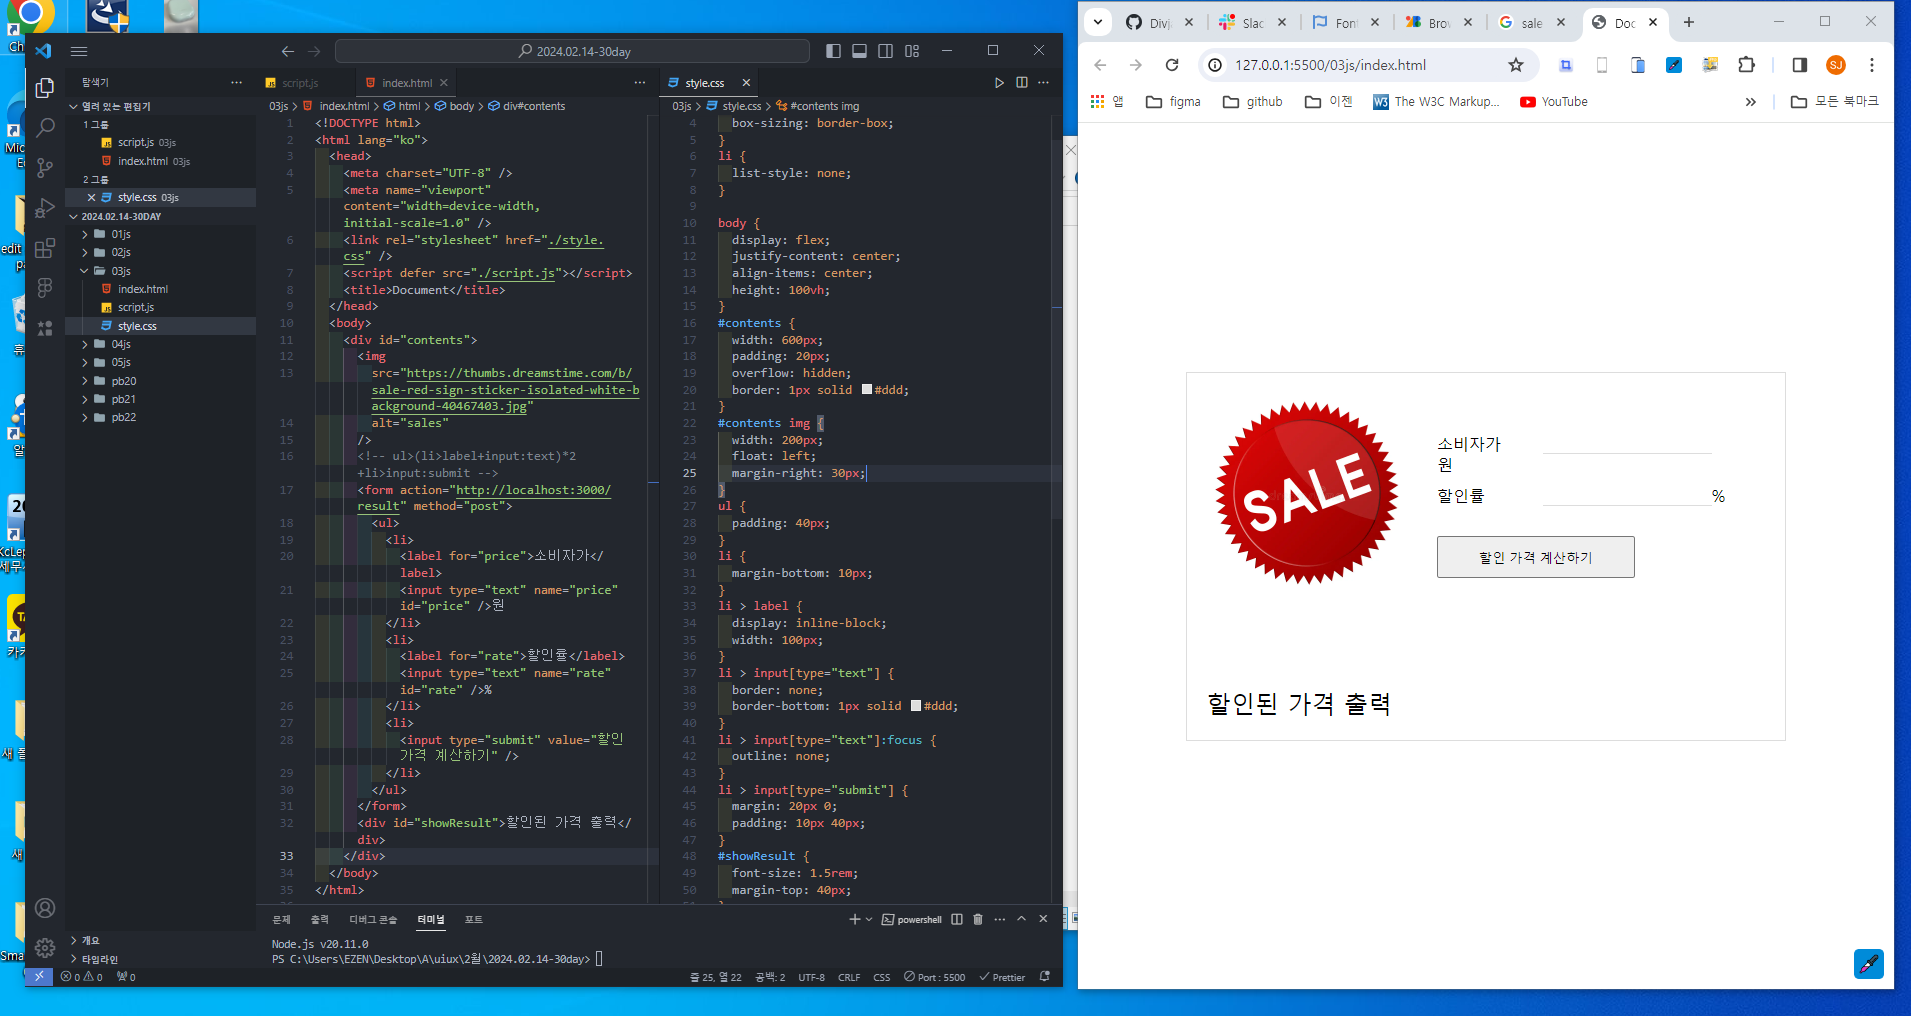 2024.02.14-30day
탐색기
열려 있는 편집기
1 그룹
script.js 03js
index.html 03js
2 그룹
style.css 03js
2024.02.14-30DAY
01js
02js
03js
index.html
script.js
style.css
04js
05js
pb20
pb21
pb22
개요
타임라인
script.js
index.html
03js > index.html > html > body > div#contents
1 <!DOCTYPE html>
2 <html lang="ko">
3 <head>
4 <meta charset="UTF-8" />
5 <meta name="viewport"
content="width=device-width,
initial-scale=1.0" />
6 <link rel="stylesheet" href="./style.
css" />
7 <script defer src="./script.js"></script>
8 <title>Document</title>
9 </head>
10 <body>
11 <div id="contents">
12 <img
13 src="https://thumbs.dreamstime.com/b/
sale-red-sign-sticker-isolated-white-b
ackground-40467403.jpg"
14 alt="sales"
15 />
16 <!-- ul>(li>label+input:text)*2
+li>input:submit -->
17 <form action="http://localhost:3000/
result" method="post">
18 <ul>
19 <li>
20 <label for="price">소비자가</
label>
21 <input type="text" name="price"
id="price" />원
22 </li>
23 <li>
24 <label for="rate">할인률</label>
25 <input type="text" name="rate"
id="rate" />%
26 </li>
27 <li>
28 <input type="submit" value="할인
가격 계산하기" />
29 </li>
30 </ul>
31 </form>
32 <div id="showResult">할인된 가격 출력</
div>
33 </div>
34 </body>
35 </html>
style.css
03js > style.css > #contents img
4 box-sizing: border-box;
5 }
6 li {
7 list-style: none;
8 }
9
10 body {
11 display: flex;
12 justify-content: center;
13 align-items: center;
14 height: 100vh;
15 }
16 #contents {
17 width: 600px;
18 padding: 20px;
19 overflow: hidden;
20 border: 1px solid #ddd;
21 }
22 #contents img {
23 width: 200px;
24 float: left;
25 margin-right: 30px;
26 }
27 ul {
28 padding: 40px;
29 }
30 li {
31 margin-bottom: 10px;
32 }
33 li > label {
34 display: inline-block;
35 width: 100px;
36 }
37 li > input[type="text"] {
38 border: none;
39 border-bottom: 1px solid #ddd;
40 }
41 li > input[type="text"]:focus {
42 outline: none;
43 }
44 li > input[type="submit"] {
45 margin: 20px 0;
46 padding: 10px 40px;
47 }
48 #showResult {
49 font-size: 1.5rem;
50 margin-top: 40px;
문제 출력 디버그 콘솔 터미널 포트
powershell
Node.js v20.11.0
PS C:\Users\EZEN\Desktop\A\uiux\2월\2024.02.14-30day>
0 0 0
줄 25, 열 22 공백: 2 UTF-8 CRLF CSS Port : 5500 Prettier
Divj Slac Font Brow sale Doc
127.0.0.1:5500/03js/index.html
SJ
앱 figma github 이젠 W3 The W3C Markup... YouTube » 모든 북마크
SALE
소비자가
원
할인률 %
할인 가격 계산하기
할인된 가격 출력